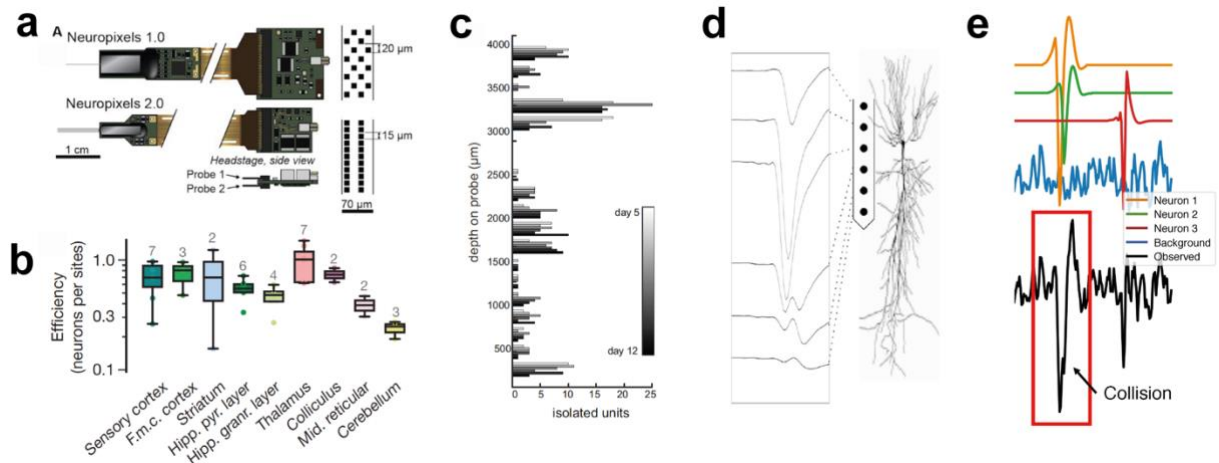 a
A
Neuropixels 1.0
20 µm
Neuropixels 2.0
15 µm
1 cm
Headstage, side view
Probe 1
Probe 2
70 µm
b
Efficiency
(neurons per sites)
1.0
0.3
0.1
7
3
2
6
4
7
2
2
3
Sensory cortex
F.m.c. cortex
Striatum
Hipp. pyr. layer
Hipp. granr. layer
Thalamus
Colliculus
Mid. reticular
Cerebellum
c
depth on probe (µm)
4000
3500
3000
2500
2000
1500
1000
500
day 5
day 12
0
5
10
15
20
25
isolated units
d
e
Neuron 1
Neuron 2
Neuron 3
Background
Observed
Collision